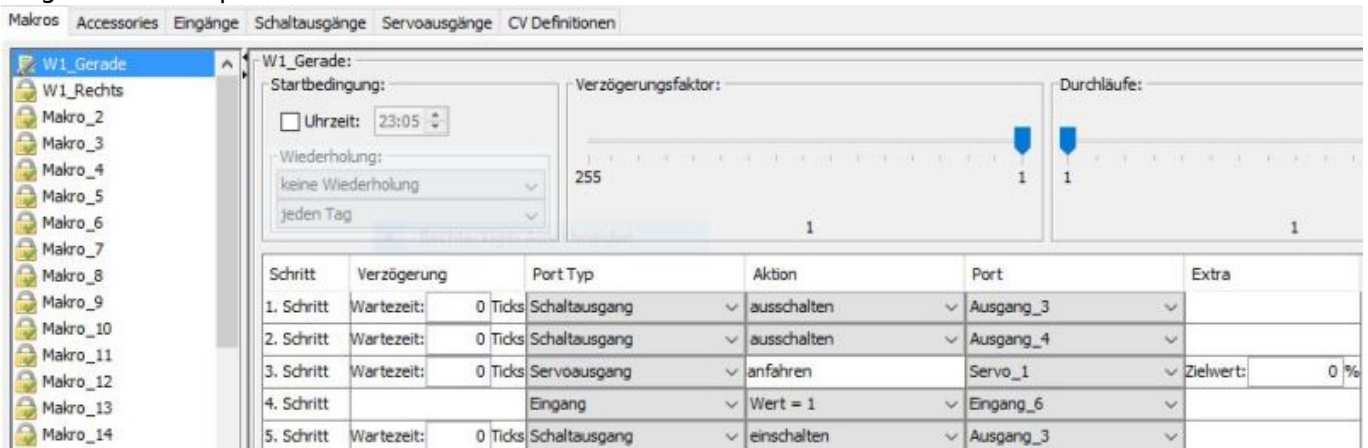 Makros Accessories Eingänge Schaltausgänge Servoausgänge CV Definitionen
W1_Gerade
W1_Rechts
Makro_2
Makro_3
Makro_4
Makro_5
Makro_6
Makro_7
Makro_8
Makro_9
Makro_10
Makro_11
Makro_12
Makro_13
Makro_14
W1_Gerade:
Startbedingung:
Uhrzeit: 23:05
Wiederholung:
keine Wiederholung
jeden Tag
Verzögerungsfaktor:
255 1
1
Durchläufe:
1
1
Schritt Verzögerung Port Typ Aktion Port Extra
1. Schritt Wartezeit: 0 Ticks Schaltausgang ausschalten Ausgang_3
2. Schritt Wartezeit: 0 Ticks Schaltausgang ausschalten Ausgang_4
3. Schritt Wartezeit: 0 Ticks Servoausgang anfahren Servo_1 Zielwert: 0 %
4. Schritt Eingang Wert = 1 Eingang_6
5. Schritt Wartezeit: 0 Ticks Schaltausgang einschalten Ausgang_3